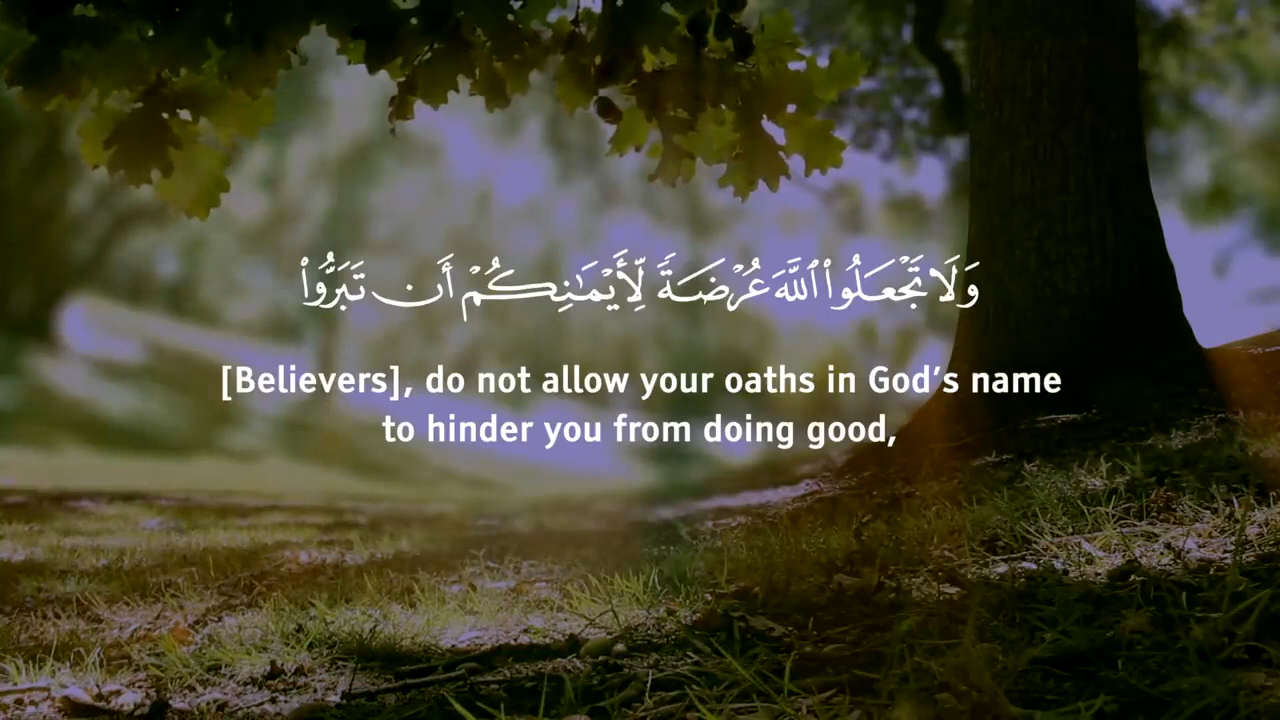 وَلَا تَجْعَلُوا۟ ٱللَّهَ عُرْضَةً لِّأَيْمَـٰنِكُمْ أَن تَبَرُّوا۟
[Believers], do not allow your oaths in God’s name
to hinder you from doing good,